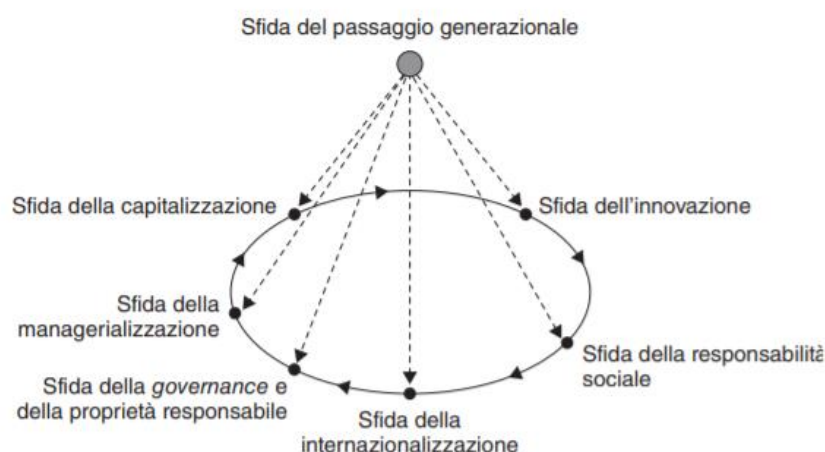 Sfida del passaggio generazionale
Sfida della capitalizzazione
Sfida dell'innovazione
Sfida della
managerializzazione
Sfida della responsabilità
sociale
Sfida della governance e
della proprietà responsabile
Sfida della
internazionalizzazione